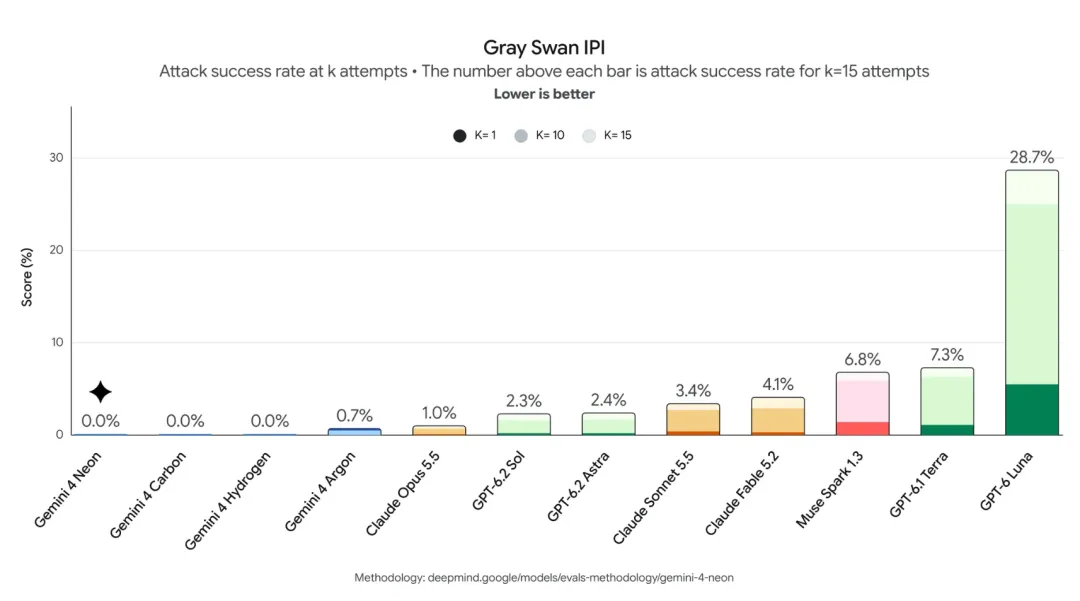 Gray Swan IPI
Attack success rate at k attempts • The number above each bar is attack success rate for k=15 attempts
Lower is better
K= 1 K= 10 K= 15
Score (%)
30
20
10
0
0.0%
0.0%
0.0%
0.7%
1.0%
2.3%
2.4%
3.4%
4.1%
6.8%
7.3%
28.7%
Gemini 4 Neon
Gemini 4 Carbon
Gemini 4 Hydrogen
Gemini 4 Argon
Claude Opus 5.5
GPT-6.2 Sol
GPT-6.2 Astra
Claude Sonnet 5.5
Claude Fable 5.2
Muse Spark 1.3
GPT-6.1 Terra
GPT-6 Luna
Methodology: deepmind.google/models/evals-methodology/gemini-4-neon